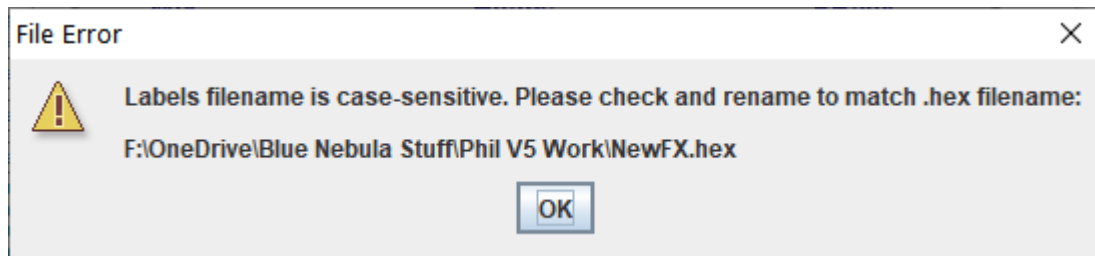 File Error
Labels filename is case-sensitive. Please check and rename to match .hex filename:
F:\OneDrive\Blue Nebula Stuff\Phil V5 Work\NewFX.hex
OK